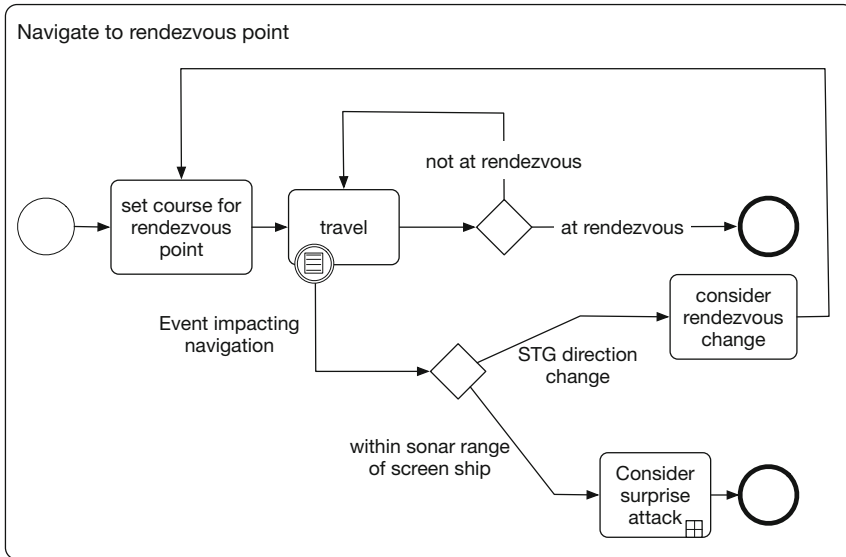 Navigate to rendezvous point
not at rendezvous
set course for
rendezvous
point
travel
at rendezvous
Event impacting
navigation
STG direction
change
consider
rendezvous
change
within sonar range
of screen ship
Consider
surprise
attack